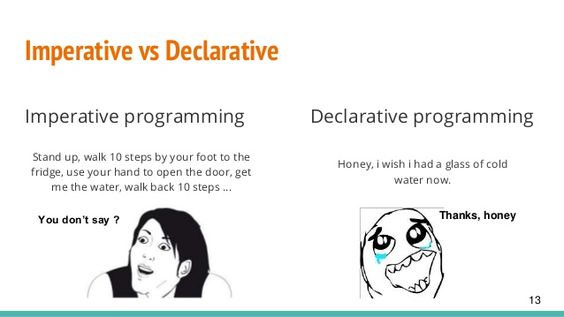 Imperative vs Declarative
Imperative programming
Stand up, walk 10 steps by your foot to the
fridge, use your hand to open the door, get
me the water, walk back 10 steps ...
You don't say ?
Declarative programming
Honey, i wish i had a glass of cold
water now.
Thanks, honey
13